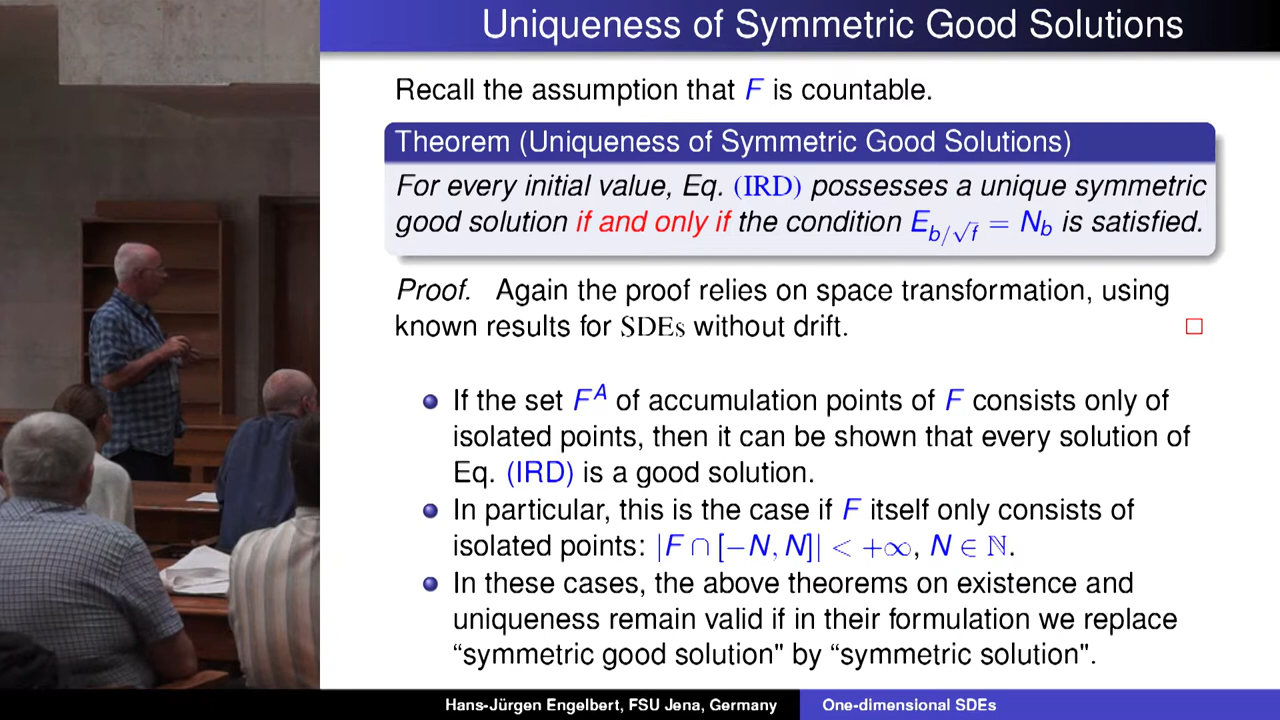 Uniqueness of Symmetric Good Solutions
Recall the assumption that F is countable.
Theorem (Uniqueness of Symmetric Good Solutions)
For every initial value, Eq. (IRD) possesses a unique symmetric
good solution if and only if the condition E_{b/√f} = N_b is satisfied.
Proof. Again the proof relies on space transformation, using
known results for SDEs without drift. □
If the set F^A of accumulation points of F consists only of
isolated points, then it can be shown that every solution of
Eq. (IRD) is a good solution.
In particular, this is the case if F itself only consists of
isolated points: |F ∩ [−N, N]| < +∞, N ∈ ℕ.
In these cases, the above theorems on existence and
uniqueness remain valid if in their formulation we replace
“symmetric good solution" by “symmetric solution".
Hans-Jürgen Engelbert, FSU Jena, Germany
One-dimensional SDEs